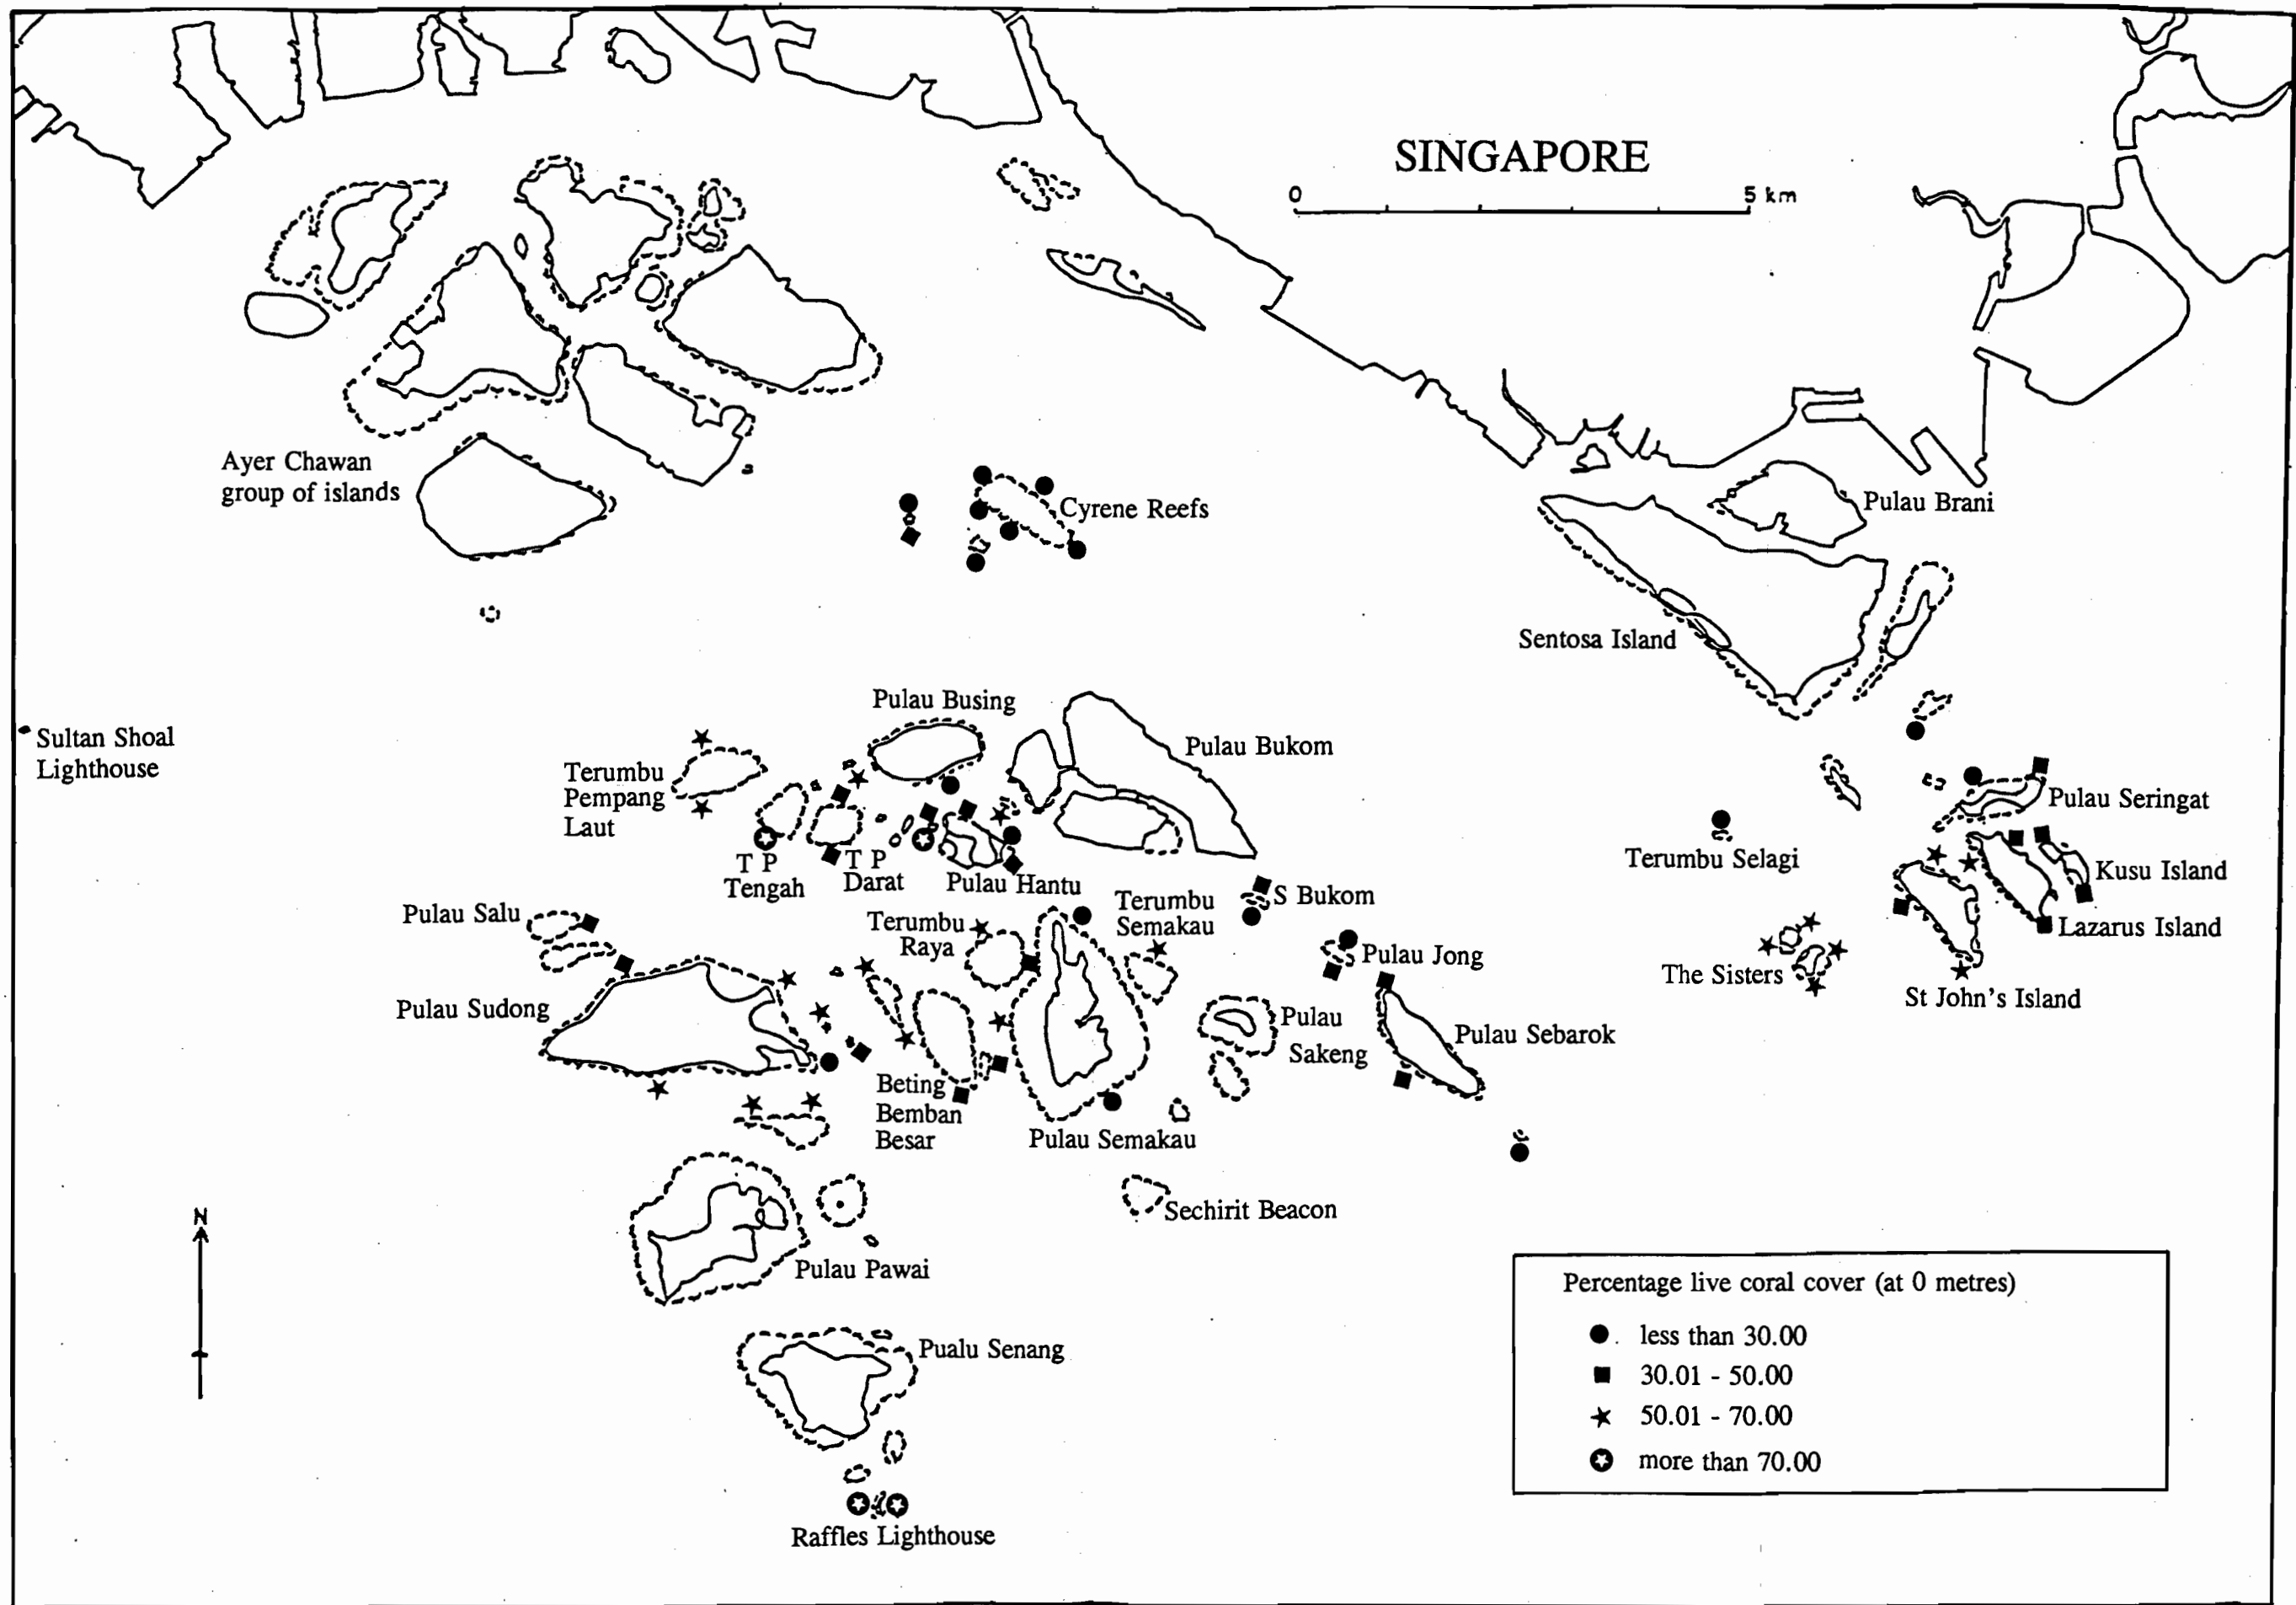 SINGAPORE
0 5 km
Ayer Chawan
group of islands
Cyrene Reefs
Pulau Brani
Sentosa Island
Pulau Busing
Pulau Bukom
Sultan Shoal
Lighthouse
Terumbu
Pempang
Laut
T P
Tengah
T P
Darat
Pulau Hantu
Pulau Seringat
Terumbu Selagi
Kusu Island
Lazarus Island
St John's Island
The Sisters
Pulau Salu
Terumbu
Raya
Terumbu
Semakau
S Bukom
Pulau Jong
Pulau Sudong
Pulau
Sakeng
Pulau Sebarok
Beting
Bemban
Besar
Pulau Semakau
Sechirit Beacon
N
Pulau Pawai
Pualu Senang
Raffles Lighthouse
Percentage live coral cover (at 0 metres)
less than 30.00
30.01 - 50.00
50.01 - 70.00
more than 70.00